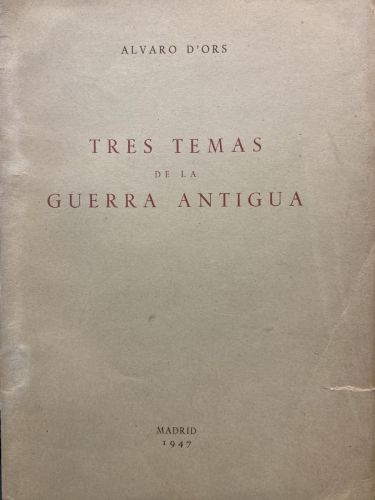 ALVARO D'ORS
TRES TEMAS
DE LA
GUERRA ANTIGUA
MADRID
1947